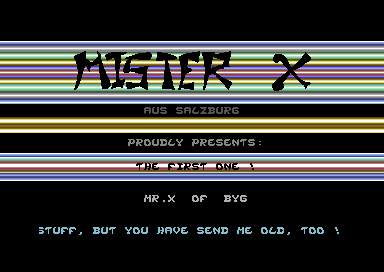 MISTER X
AUS SALZBURG
PROUDLY PRESENTS:
THE FIRST ONE !
MR.X OF BYG
STUFF, BUT YOU HAVE SEND ME OLD, TOO !